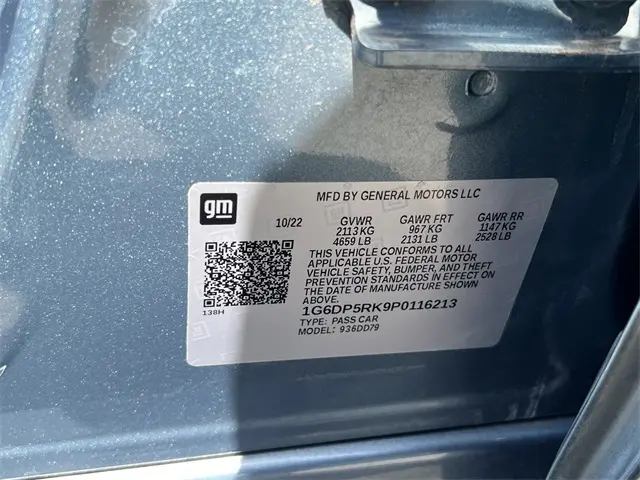 gm
MFD BY GENERAL MOTORS LLC
10/22 GVWR GAWR FRT GAWR RR
2113 KG 967 KG 1147 KG
4659 LB 2131 LB 2528 LB
THIS VEHICLE CONFORMS TO ALL
APPLICABLE U.S. FEDERAL MOTOR
VEHICLE SAFETY, BUMPER, AND THEFT
PREVENTION STANDARDS IN EFFECT ON
THE DATE OF MANUFACTURE SHOWN
ABOVE.
138H
1G6DP5RK9P0116213
TYPE: PASS CAR
MODEL: 936DD79